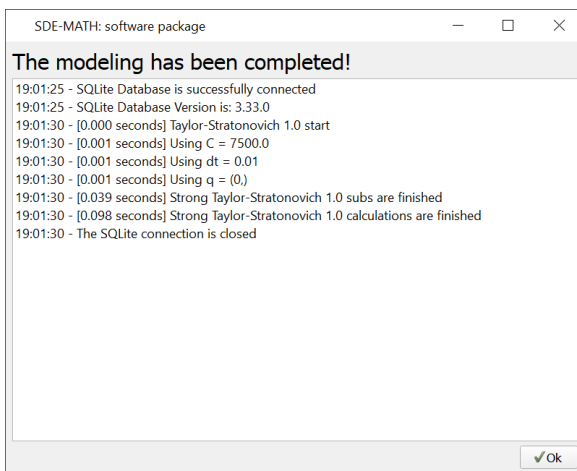 SDE-MATH: software package
The modeling has been completed!
19:01:25 - SQLite Database is successfully connected
19:01:25 - SQLite Database Version is: 3.33.0
19:01:30 - [0.000 seconds] Taylor-Stratonovich 1.0 start
19:01:30 - [0.001 seconds] Using C = 7500.0
19:01:30 - [0.001 seconds] Using dt = 0.01
19:01:30 - [0.001 seconds] Using q = (0,)
19:01:30 - [0.039 seconds] Strong Taylor-Stratonovich 1.0 subs are finished
19:01:30 - [0.098 seconds] Strong Taylor-Stratonovich 1.0 calculations are finished
19:01:30 - The SQLite connection is closed
Ok